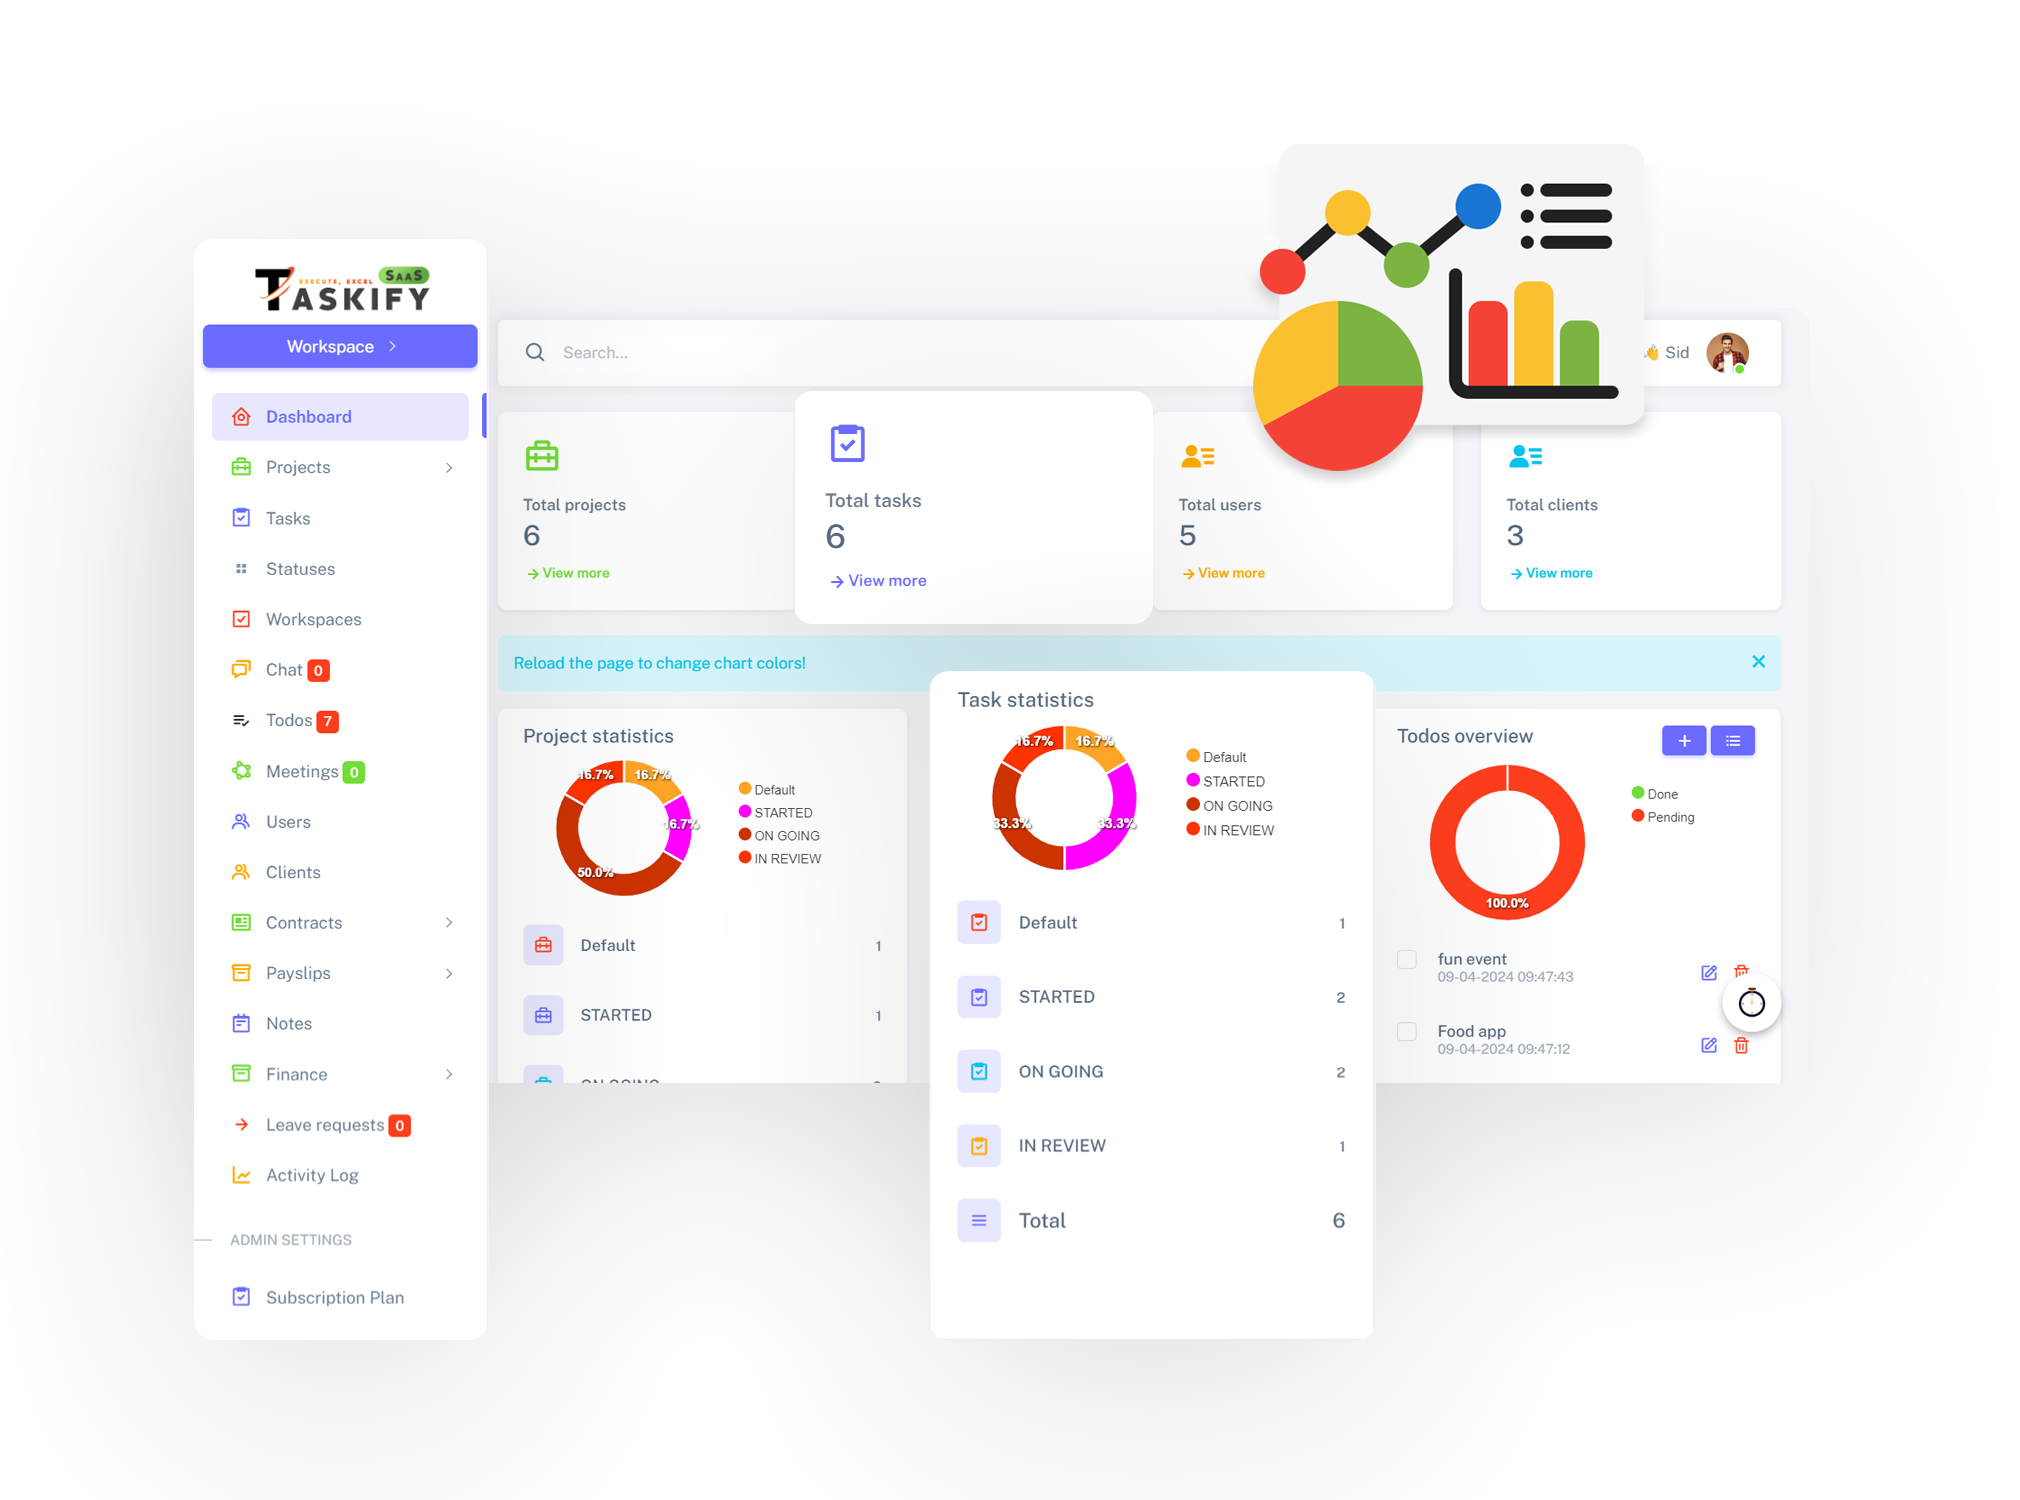 EXECUTE, EXCEL SAAS
TASKIFY
Workspace
Dashboard
Projects
Tasks
Statuses
Workspaces
Chat 0
Todos 7
Meetings 0
Users
Clients
Contracts
Payslips
Notes
Finance
Leave requests 0
Activity Log
ADMIN SETTINGS
Subscription Plan
Search...
Sid
Total projects
6
View more
Total tasks
6
View more
Total users
5
View more
Total clients
3
View more
Reload the page to change chart colors!
Project statistics
16.7% 16.7%
16.7%
50.0%
Default
STARTED
ON GOING
IN REVIEW
Default 1
STARTED 1
ON GOING
Task statistics
16.7% 16.7%
33.3% 33.3%
Default
STARTED
ON GOING
IN REVIEW
Default 1
STARTED 2
ON GOING 2
IN REVIEW 1
Total 6
Todos overview
Done
Pending
100.0%
fun event
09-04-2024 09:47:43
Food app
09-04-2024 09:47:12